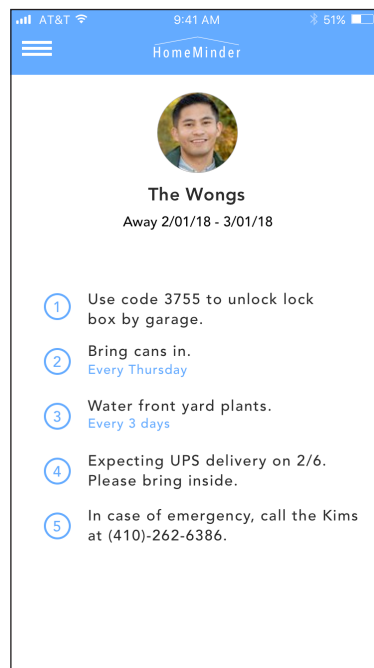 AT&T 9:41 AM 51%
HomeMinder
The Wongs
Away 2/01/18 - 3/01/18
1 Use code 3755 to unlock lock
box by garage.
2 Bring cans in.
Every Thursday
3 Water front yard plants.
Every 3 days
4 Expecting UPS delivery on 2/6.
Please bring inside.
5 In case of emergency, call the Kims
at (410)-262-6386.